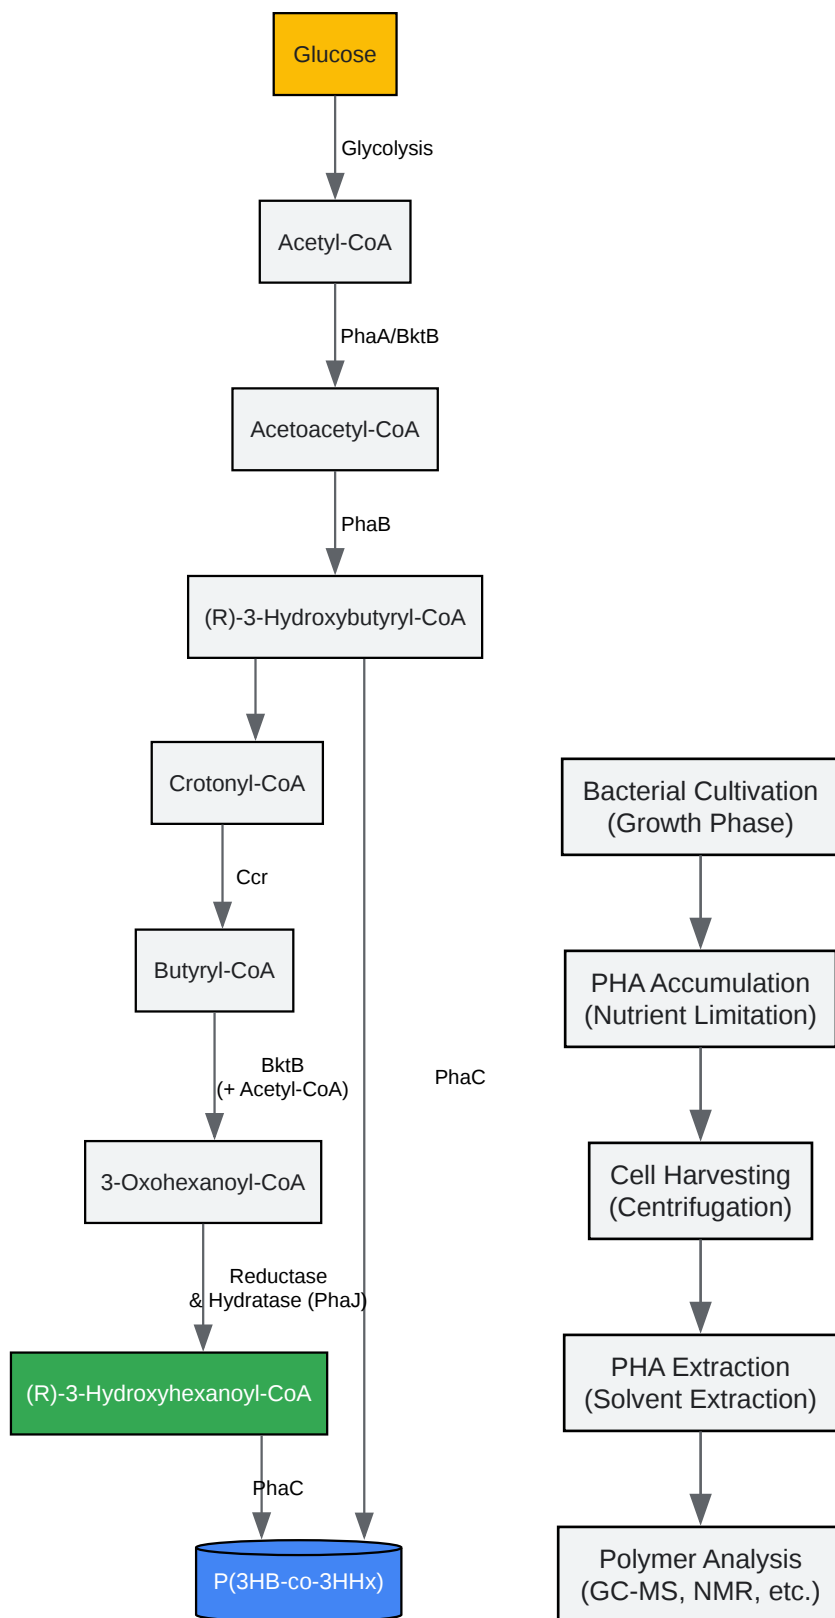 Glucose
Glycolysis
Acetyl-CoA
PhaA/BktB
Acetoacetyl-CoA
PhaB
(R)-3-Hydroxybutyryl-CoA
Crotonyl-CoA
Ccr
Butyryl-CoA
BktB
(+ Acetyl-CoA)
PhaC
3-Oxohexanoyl-CoA
Reductase
& Hydratase (PhaJ)
(R)-3-Hydroxyhexanoyl-CoA
PhaC
P(3HB-co-3HHx)
Bacterial Cultivation
(Growth Phase)
PHA Accumulation
(Nutrient Limitation)
Cell Harvesting
(Centrifugation)
PHA Extraction
(Solvent Extraction)
Polymer Analysis
(GC-MS, NMR, etc.)